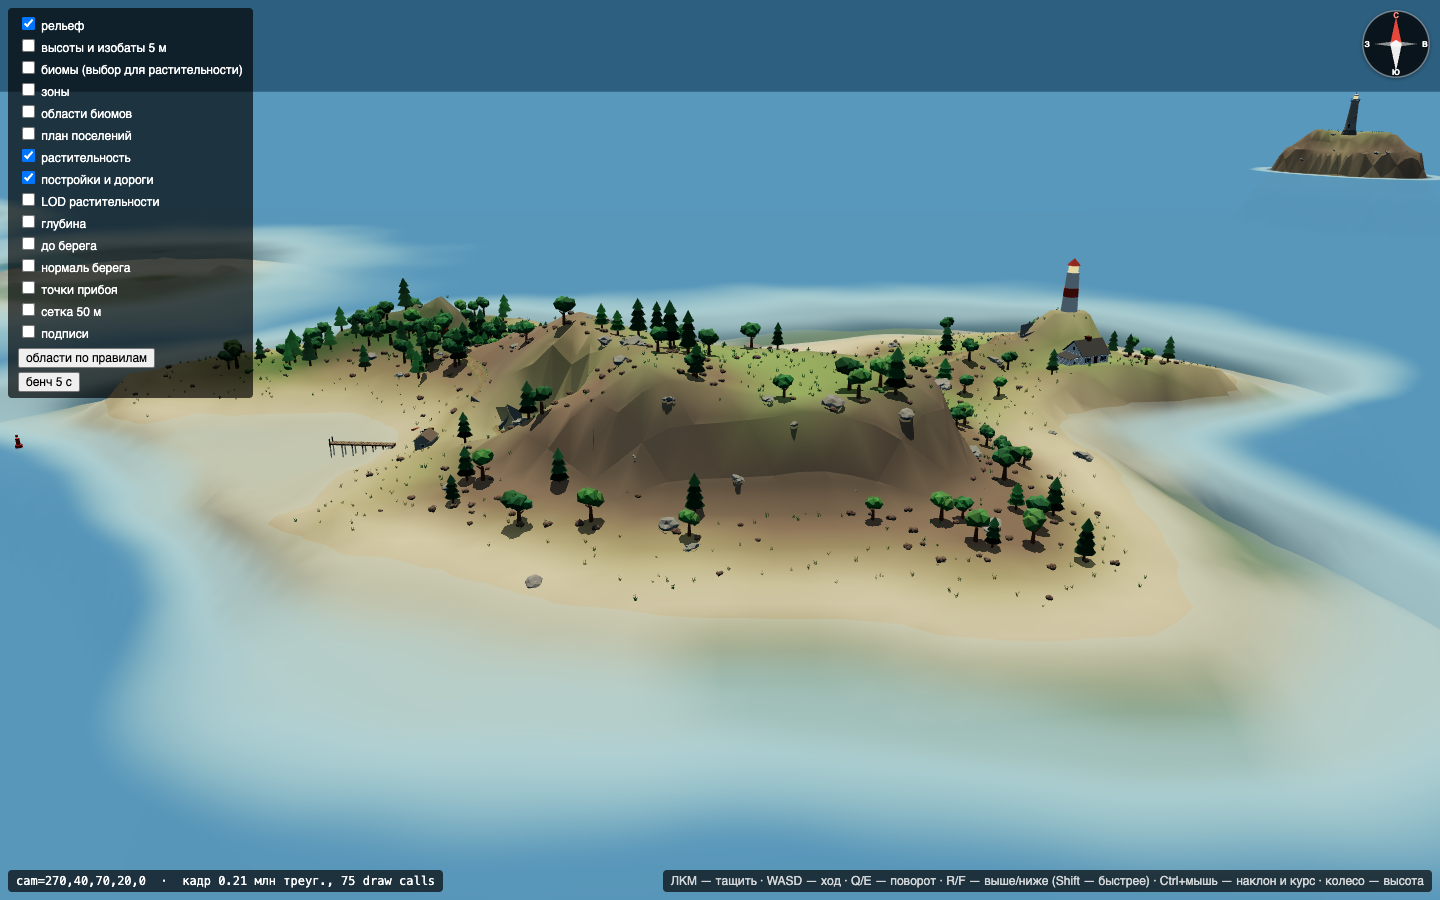 рельеф
высоты и изобаты 5 м
биомы (выбор для растительности)
зоны
области биомов
план поселений
растительность
постройки и дороги
LOD растительности
глубина
до берега
нормаль берега
точки прибоя
сетка 50 м
подписи
области по правилам
бенч 5 с
С
З
В
Ю
cam=270,40,70,20,0 · кадр 0.21 млн треуг., 75 draw calls
ЛКМ — тащить · WASD — ход · Q/E — поворот · R/F — выше/ниже (Shift — быстрее) · Ctrl+мышь — наклон и курс · колесо — высота